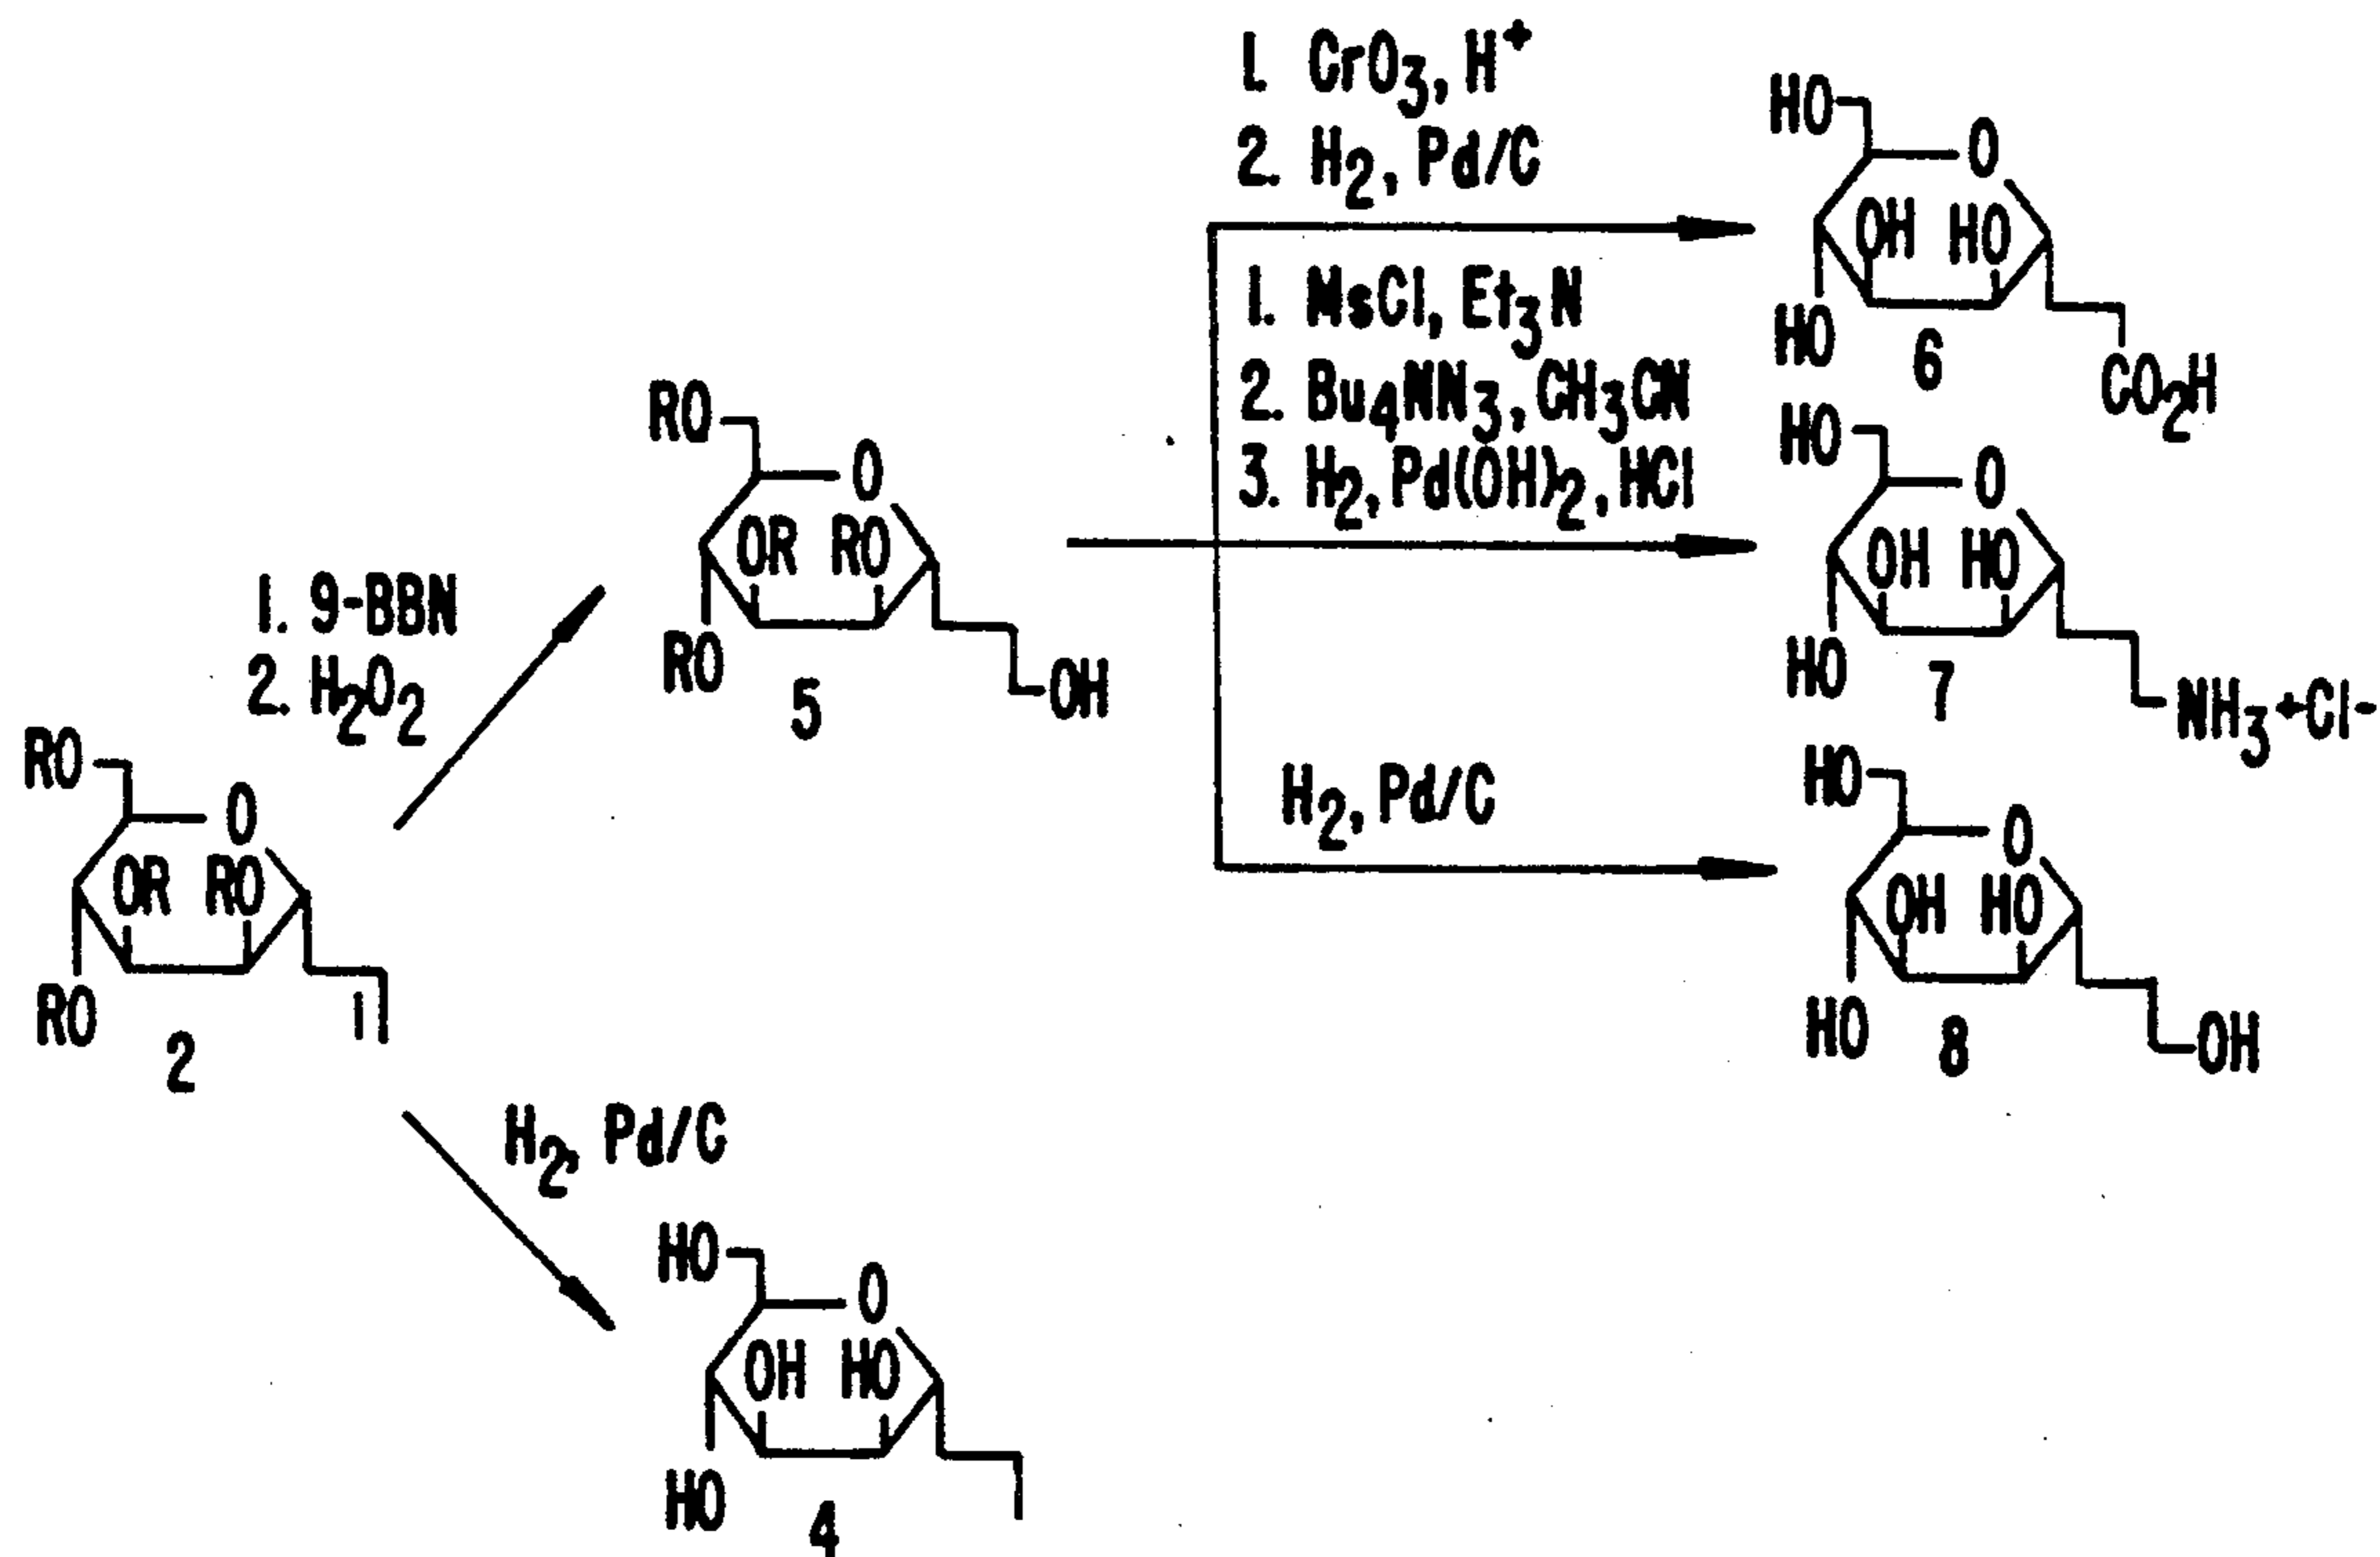 1. CrO3, H+
2. H2, Pd/C
HO
O
OH HO
HO
6
CO2H
1. MsCl, Et3N
2. Bu4NN3, CH3CN
3. H2, Pd(OH)2, HCl
HO
O
OH HO
HO
7
NH3+Cl-
RO
O
OR RO
RO
5
OH
1. 9-BBN
2. H2O2
H2, Pd/C
HO
O
OH HO
HO
8
OH
RO
O
OR RO
RO
2
H2, Pd/C
HO
O
OH HO
HO
4